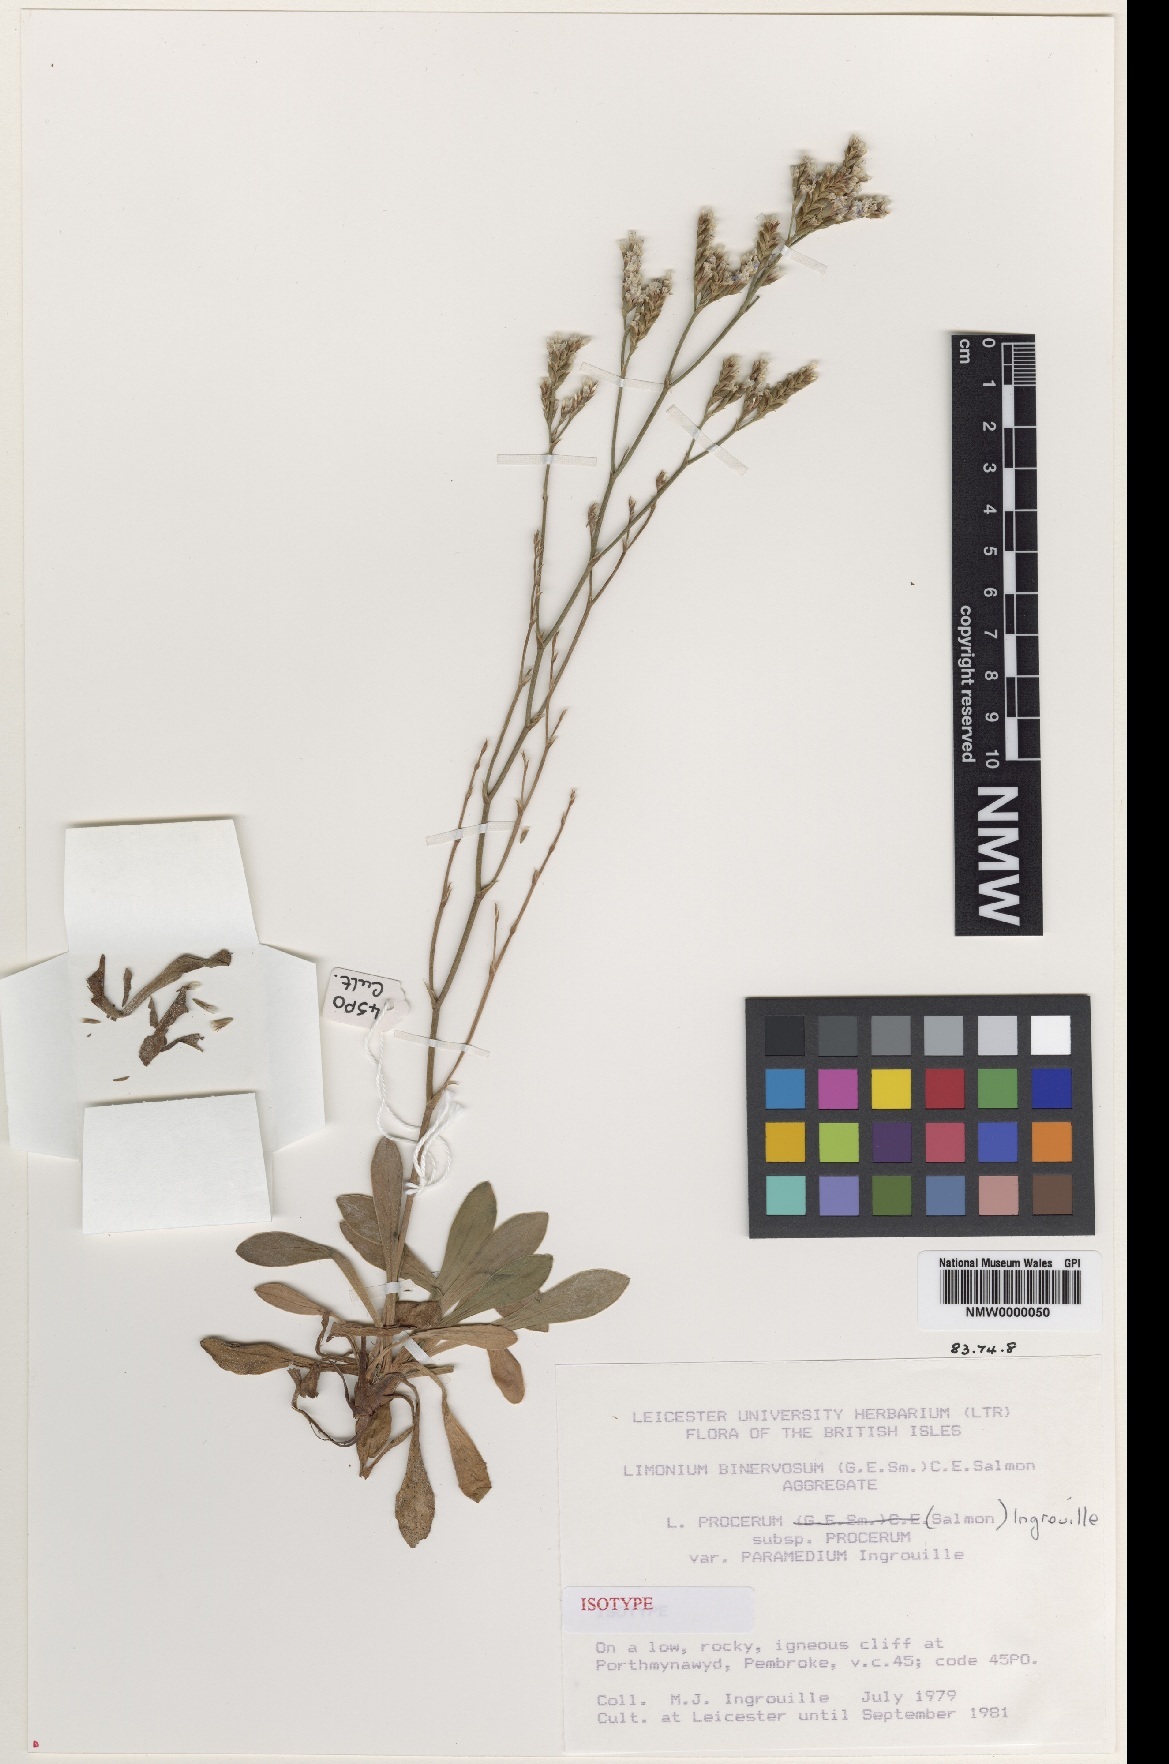 cm
0
1
2
3
4
5
6
7
8
9
10
copyright reserved
NMW
45PO
Cult.
National Museum Wales GPI
NMW0000050
83.74.8
LEICESTER UNIVERSITY HERBARIUM (LTR)
FLORA OF THE BRITISH ISLES
LIMONIUM BINERVOSUM (G.E.Sm.)C.E.Salmon
AGGREGATE
L. PROCERUM (G.E.Sm.)C.E.(Salmon) Ingrouille
subsp. PROCERUM
var. PARAMEDIUM Ingrouille
ISOTYPE
ISOTYPE
On a low, rocky, igneous cliff at
Porthmynawyd, Pembroke, v.c.45; code 45PO.
Coll. M.J. Ingrouille July 1979
Cult. at Leicester until September 1981